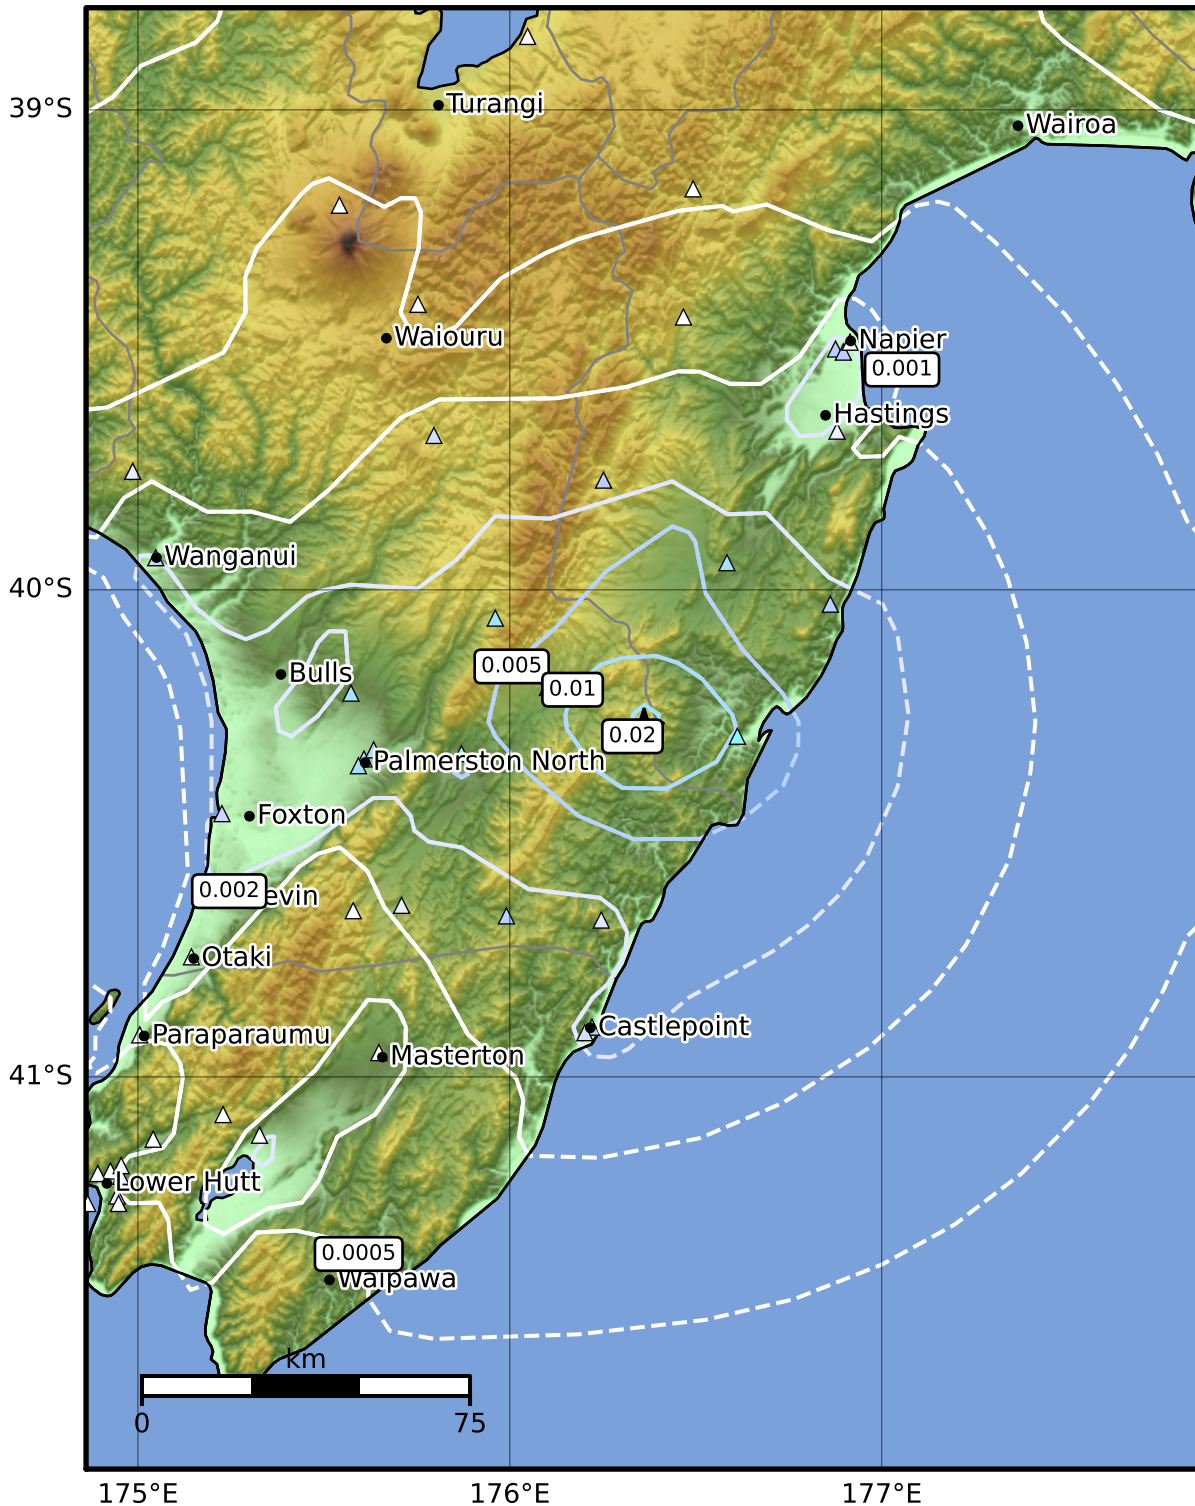 39°S
Turangi
Wairoa
Waiouru
Napier
0.001
Hastings
Wanganui
40°S
0.005
Bulls
0.01
0.02
Palmerston North
Foxton
0.002
evin
Otaki
Castlepoint
Paraparaumu
Masterton
41°S
Lower Hutt
0.0005
Waipawa
km
0
75
175°E
176°E
177°E